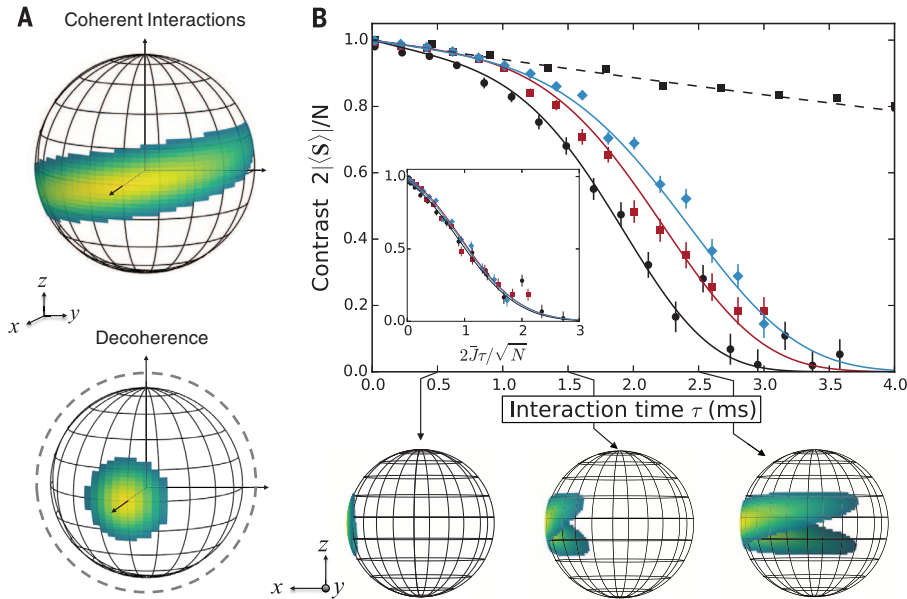 A
Coherent Interactions
z
x
y
Decoherence
B
Contrast 2|⟨S⟩|/N
1.0
0.8
0.6
0.4
0.2
0.0
0.0 0.5 1.0 1.5 2.0 2.5 3.0 3.5 4.0
1.0
0.5
0.0
0 1 2 3
2J̄τ/√N
Interaction time τ (ms)
z
x
y